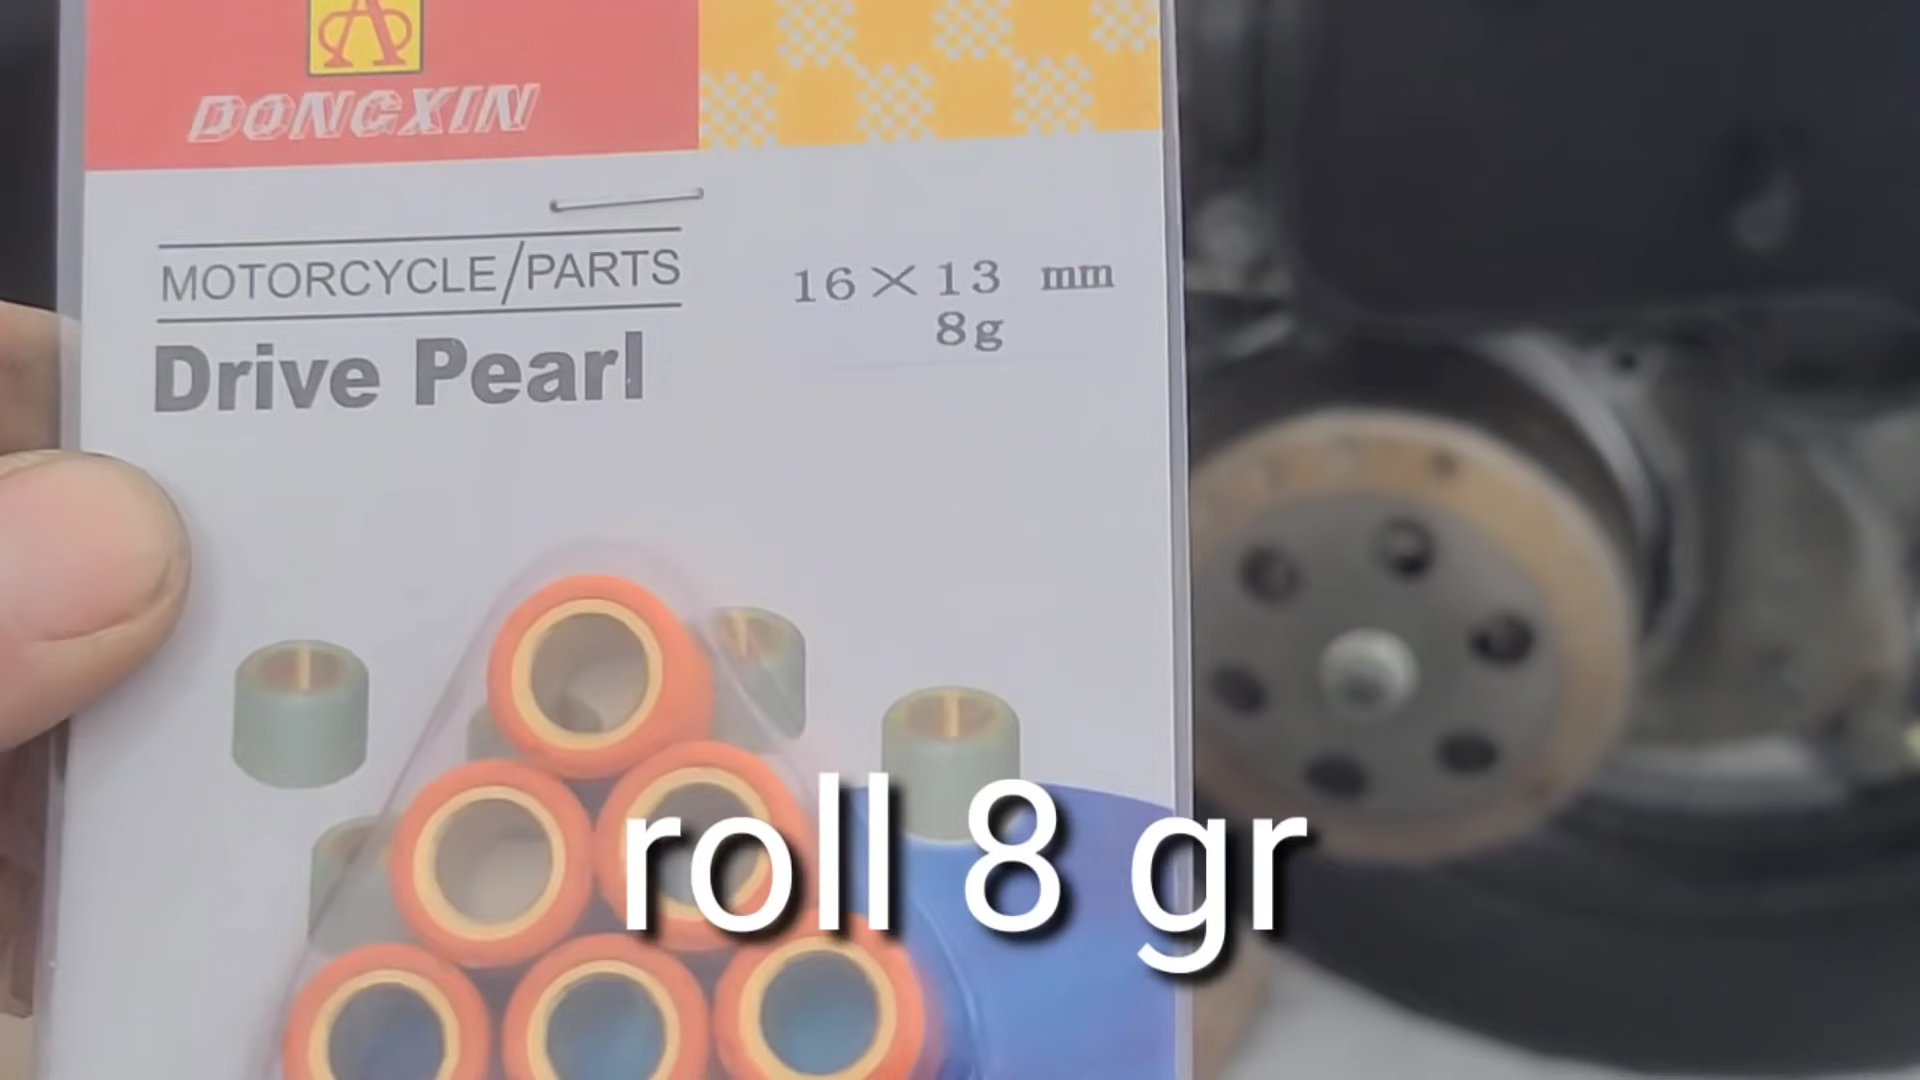 DONGXIN
MOTORCYCLE/PARTS
16×13 mm
8g
Drive Pearl
roll 8 gr